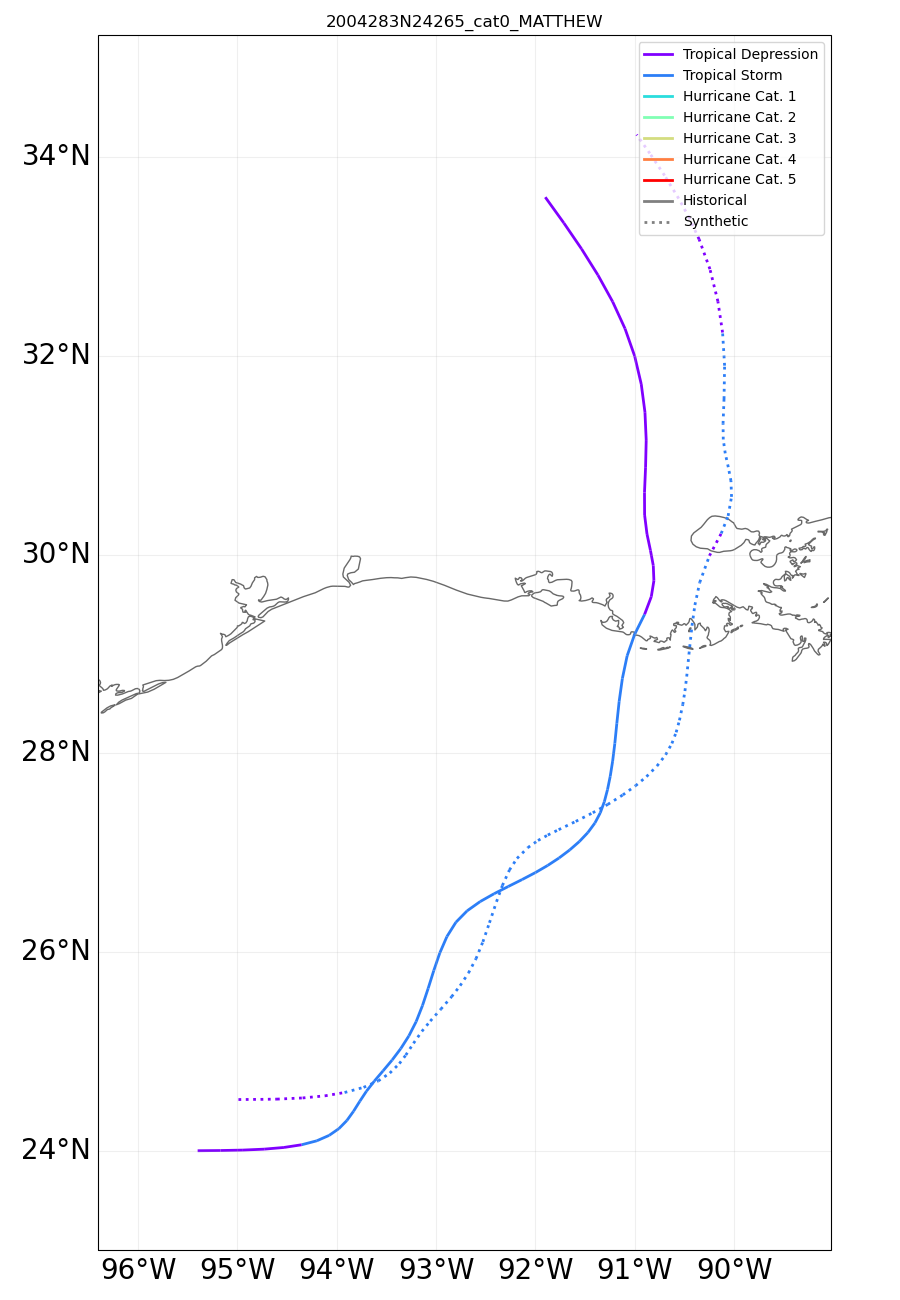 2004283N24265_cat0_MATTHEW
Tropical Depression
Tropical Storm
Hurricane Cat. 1
Hurricane Cat. 2
Hurricane Cat. 3
Hurricane Cat. 4
Hurricane Cat. 5
Historical
Synthetic
34°N
32°N
30°N
28°N
26°N
24°N
96°W 95°W 94°W 93°W 92°W 91°W 90°W